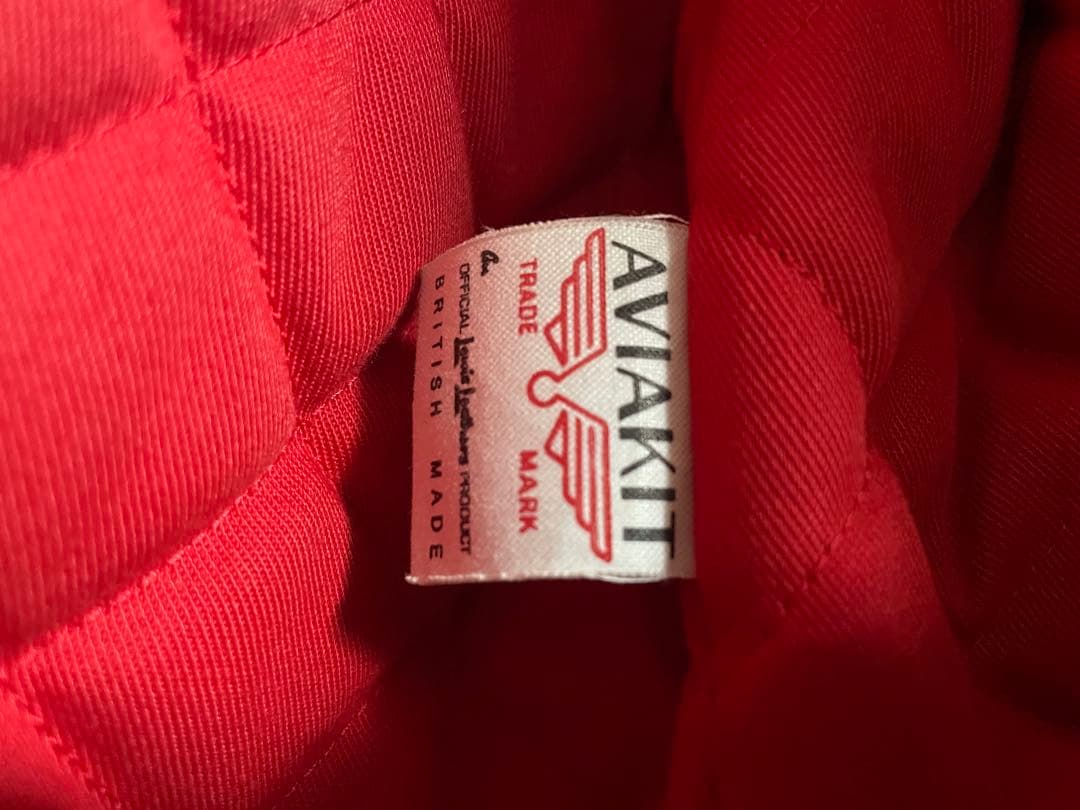 AVIAKIT
TRADE MARK
an OFFICIAL Lewis Leathers PRODUCT
BRITISH MADE